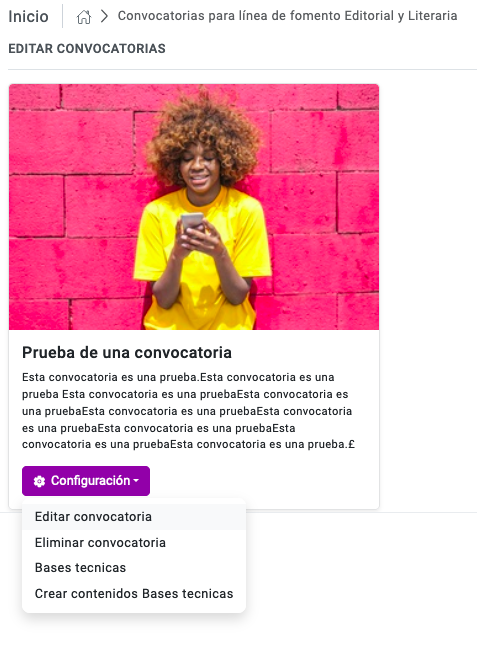 Inicio
Convocatorias para línea de fomento Editorial y Literaria
EDITAR CONVOCATORIAS
Prueba de una convocatoria
Esta convocatoria es una prueba.Esta convocatoria es una
prueba Esta convocatoria es una pruebaEsta convocatoria es
una pruebaEsta convocatoria es una pruebaEsta convocatoria
es una pruebaEsta convocatoria es una pruebaEsta
convocatoria es una pruebaEsta convocatoria es una prueba.£
Configuración
Editar convocatoria
Eliminar convocatoria
Bases tecnicas
Crear contenidos Bases tecnicas